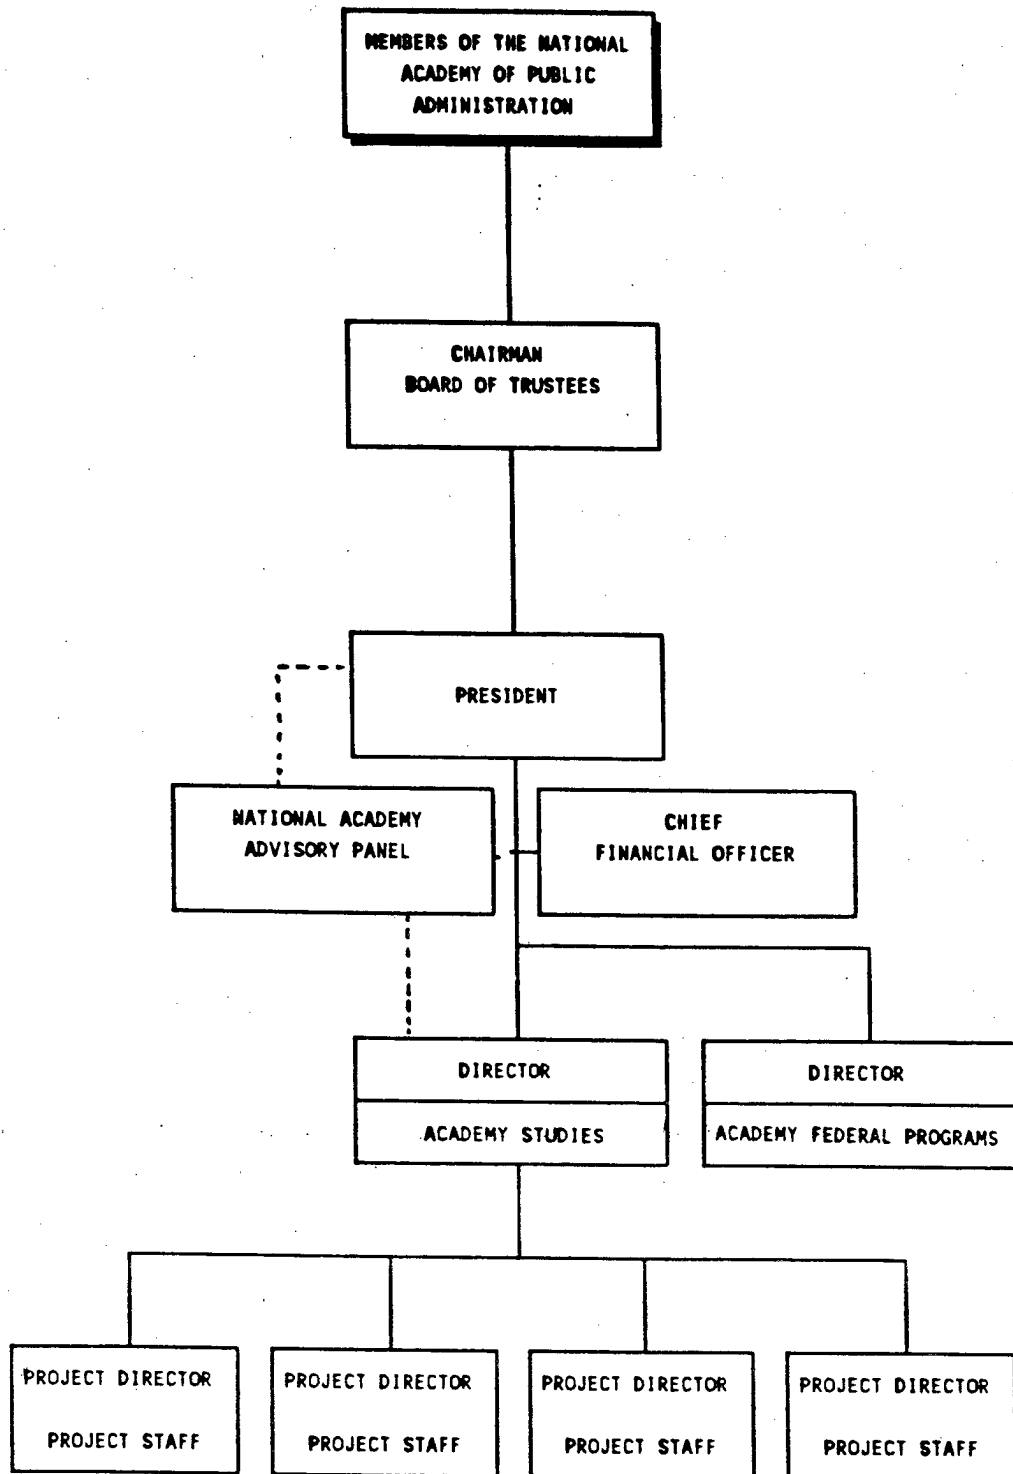 MEMBERS OF THE NATIONAL
ACADEMY OF PUBLIC
ADMINISTRATION
CHAIRMAN
BOARD OF TRUSTEES
PRESIDENT
NATIONAL ACADEMY
ADVISORY PANEL
CHIEF
FINANCIAL OFFICER
DIRECTOR
ACADEMY STUDIES
DIRECTOR
ACADEMY FEDERAL PROGRAMS
PROJECT DIRECTOR
PROJECT STAFF
PROJECT DIRECTOR
PROJECT STAFF
PROJECT DIRECTOR
PROJECT STAFF
PROJECT DIRECTOR
PROJECT STAFF